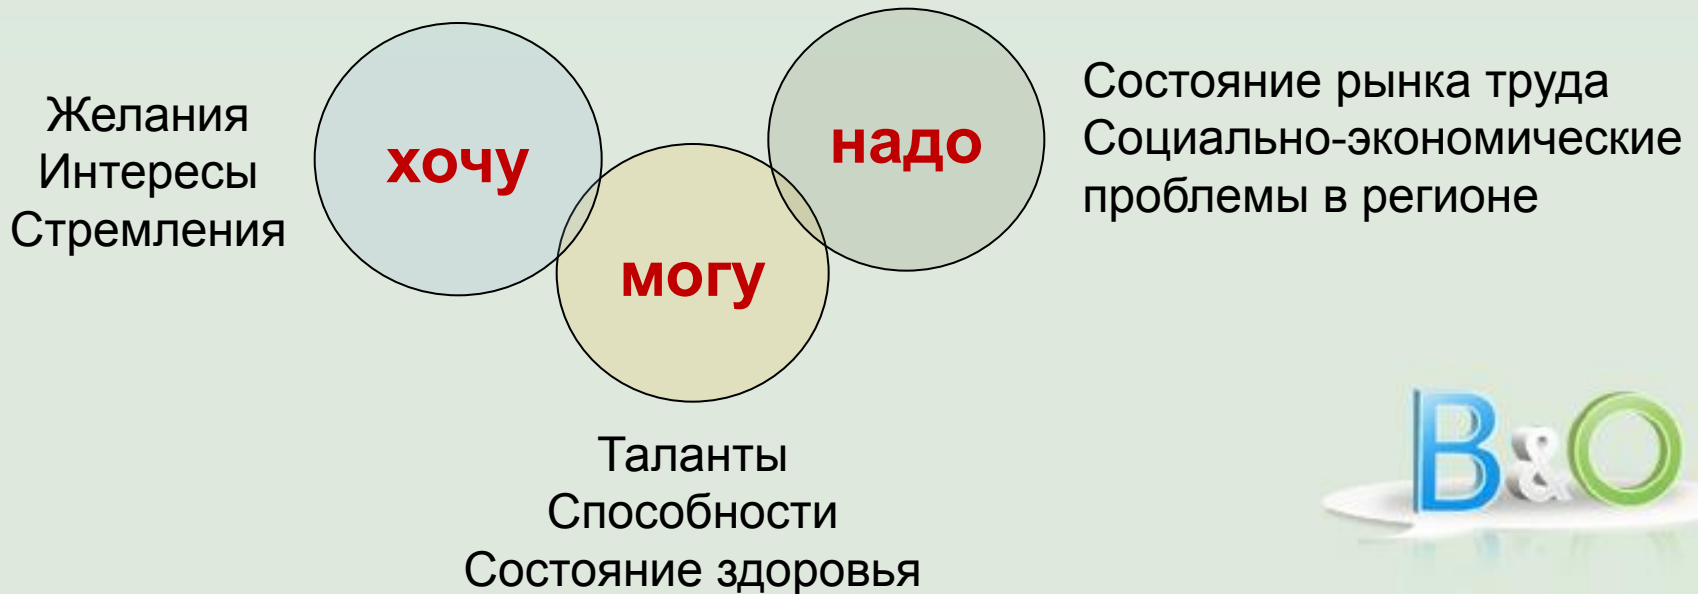 Желания
Интересы
Стремления
хочу
могу
надо
Состояние рынка труда
Социально-экономические
проблемы в регионе
Таланты
Способности
Состояние здоровья
B&O